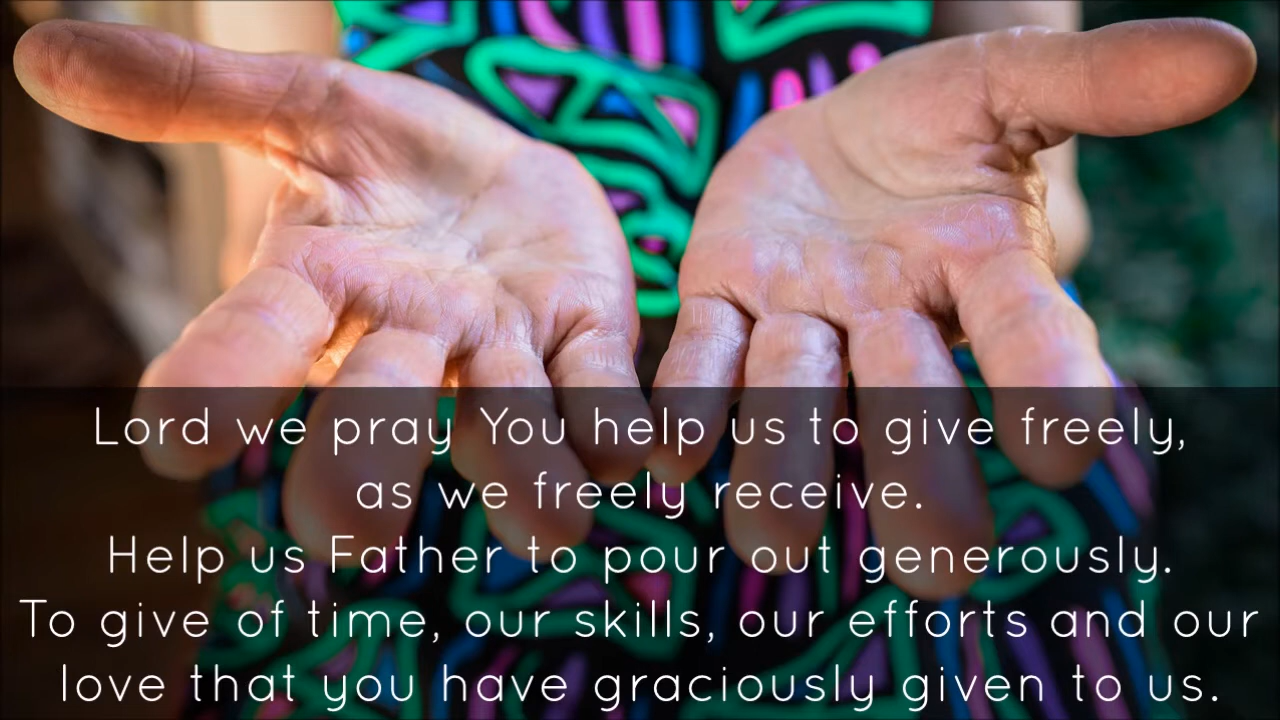 Lord we pray You help us to give freely,
as we freely receive.
Help us Father to pour out generously.
To give of time, our skills, our efforts and our
love that you have graciously given to us.